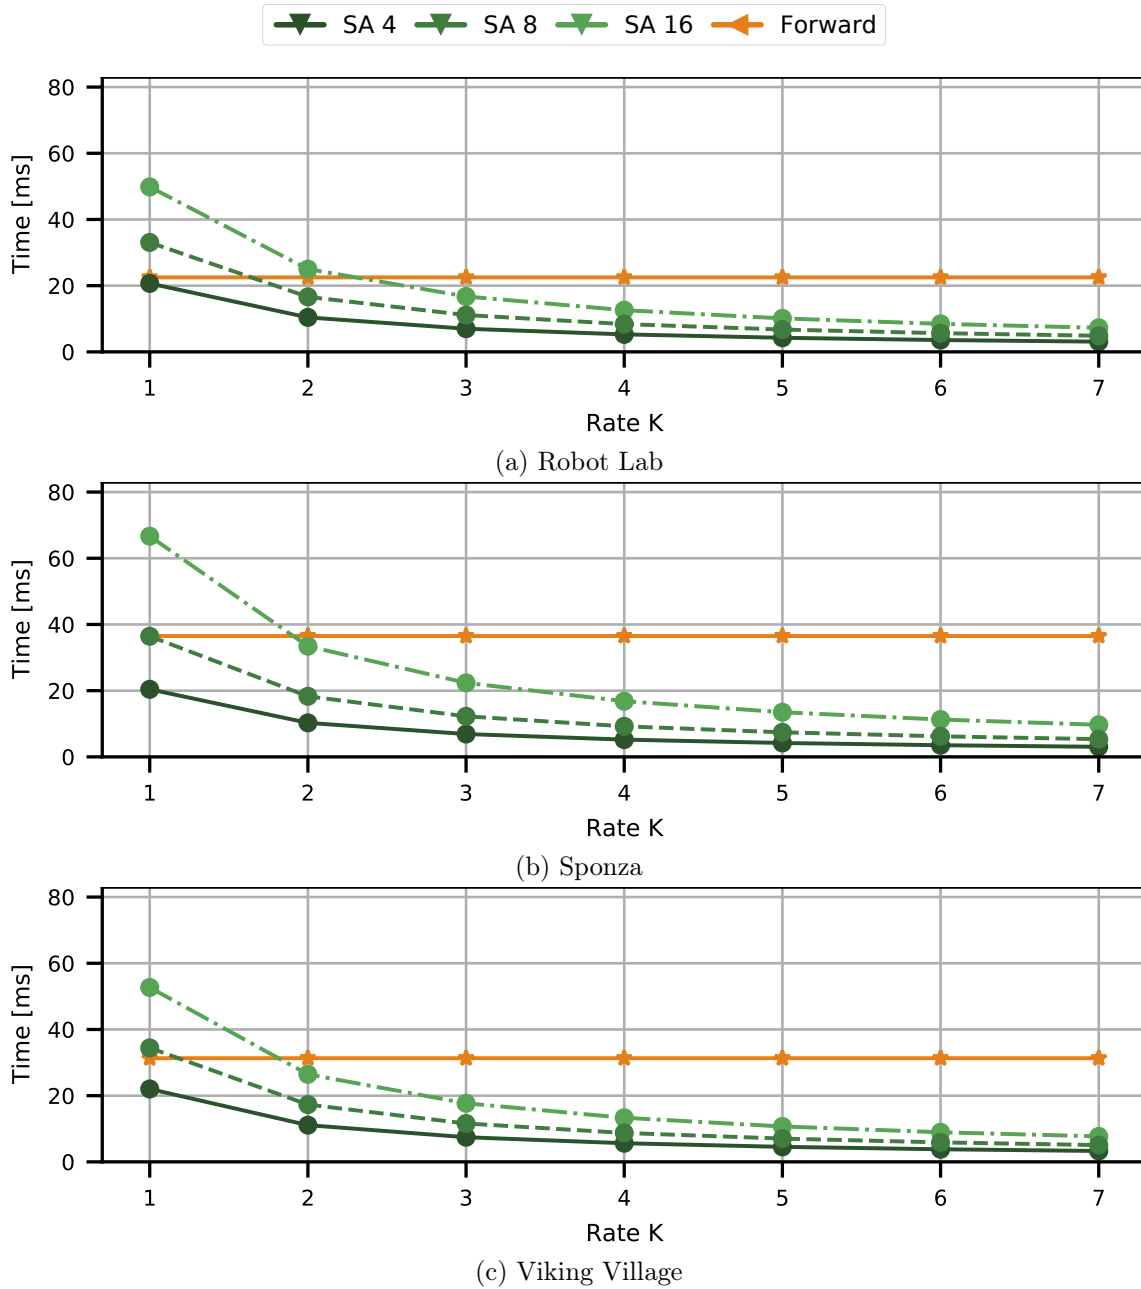 SA 4 SA 8 SA 16 Forward
80
60
40
20
0
Time [ms]
1 2 3 4 5 6 7
Rate K
(a) Robot Lab
80
60
40
20
0
Time [ms]
1 2 3 4 5 6 7
Rate K
(b) Sponza
80
60
40
20
0
Time [ms]
1 2 3 4 5 6 7
Rate K
(c) Viking Village